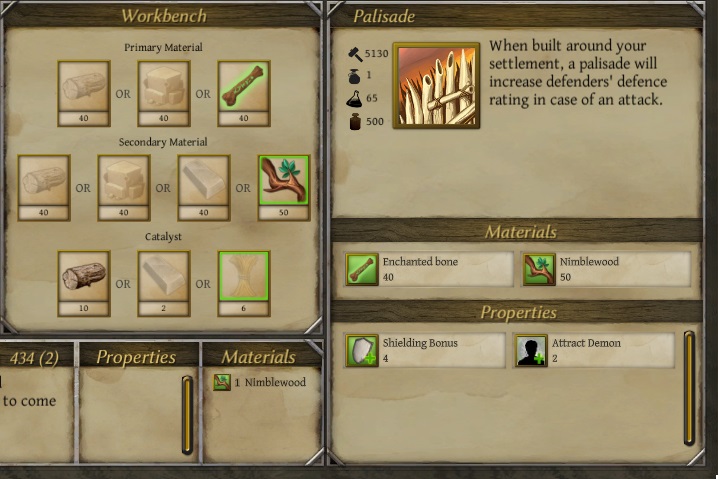 Workbench
Primary Material
OR OR
40 40 40
Secondary Material
OR OR OR
40 40 40 50
Catalyst
OR OR
10 2 6
434 (2)
to come
Properties
Materials
1 Nimblewood
Palisade
5130
1
65
500
When built around your
settlement, a palisade will
increase defenders' defence
rating in case of an attack.
Materials
Enchanted bone
40
Nimblewood
50
Properties
Shielding Bonus
4
Attract Demon
2